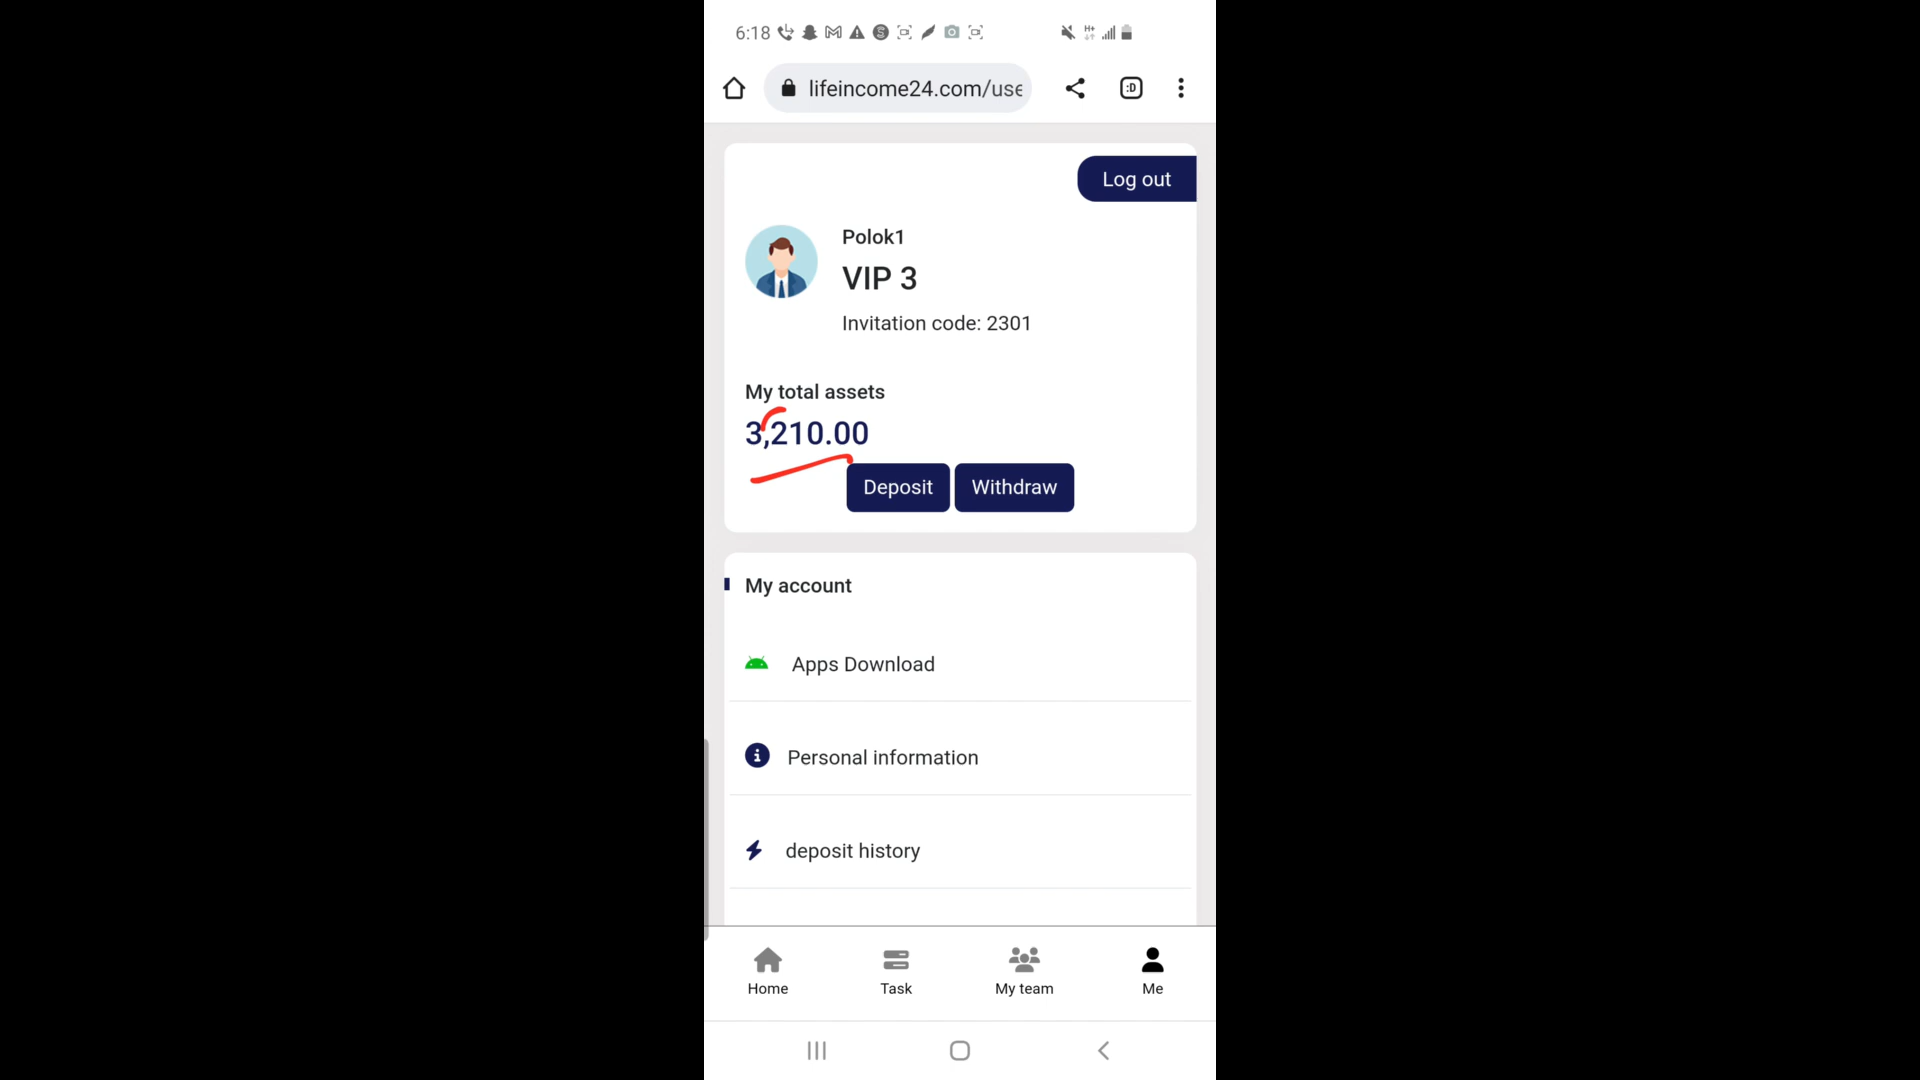 6:18
lifeincome24.com/use
:D
Log out
Polok1
VIP 3
Invitation code: 2301
My total assets
3,210.00
Deposit Withdraw
My account
Apps Download
Personal information
deposit history
Home Task My team Me